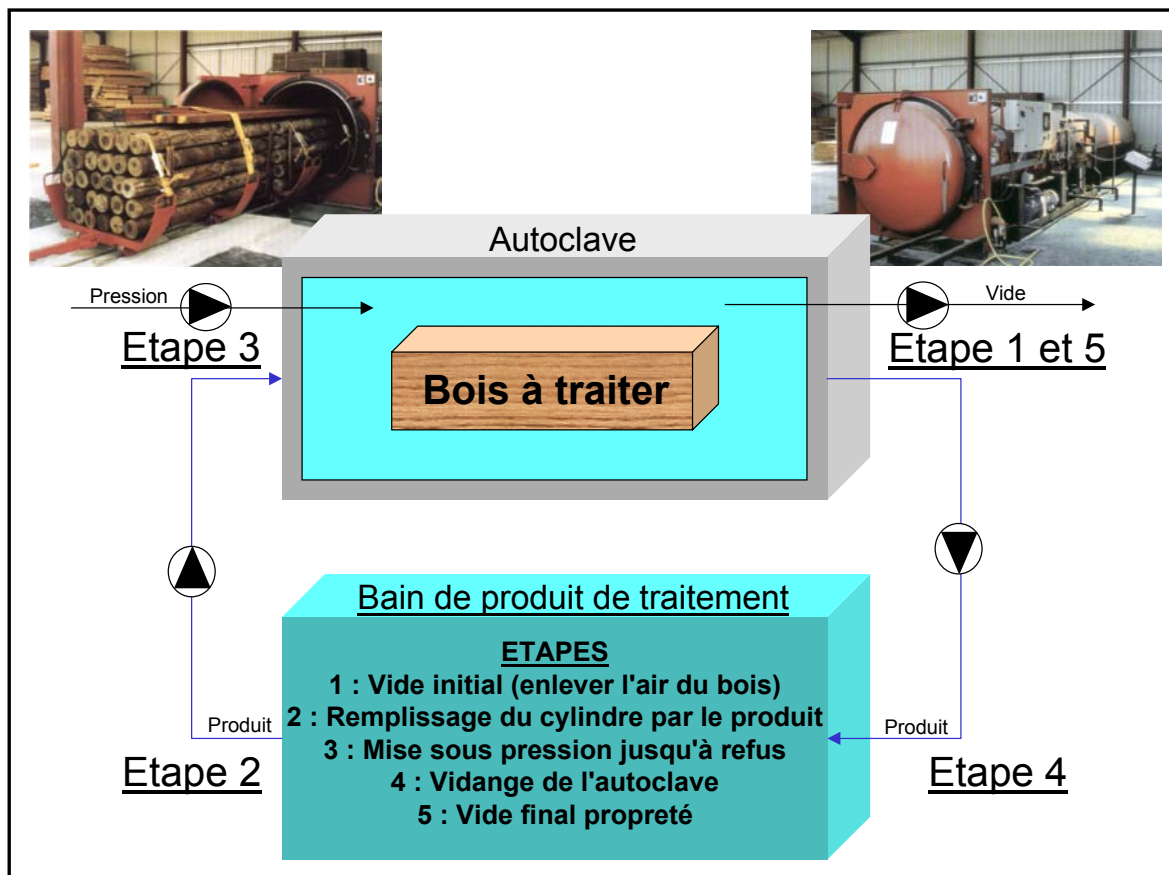 Autoclave
Pression
Vide
Etape 3
Etape 1 et 5
Bois à traiter
Bain de produit de traitement
ETAPES
1 : Vide initial (enlever l'air du bois)
2 : Remplissage du cylindre par le produit
3 : Mise sous pression jusqu'à refus
4 : Vidange de l'autoclave
5 : Vide final propreté
Produit
Produit
Etape 2
Etape 4